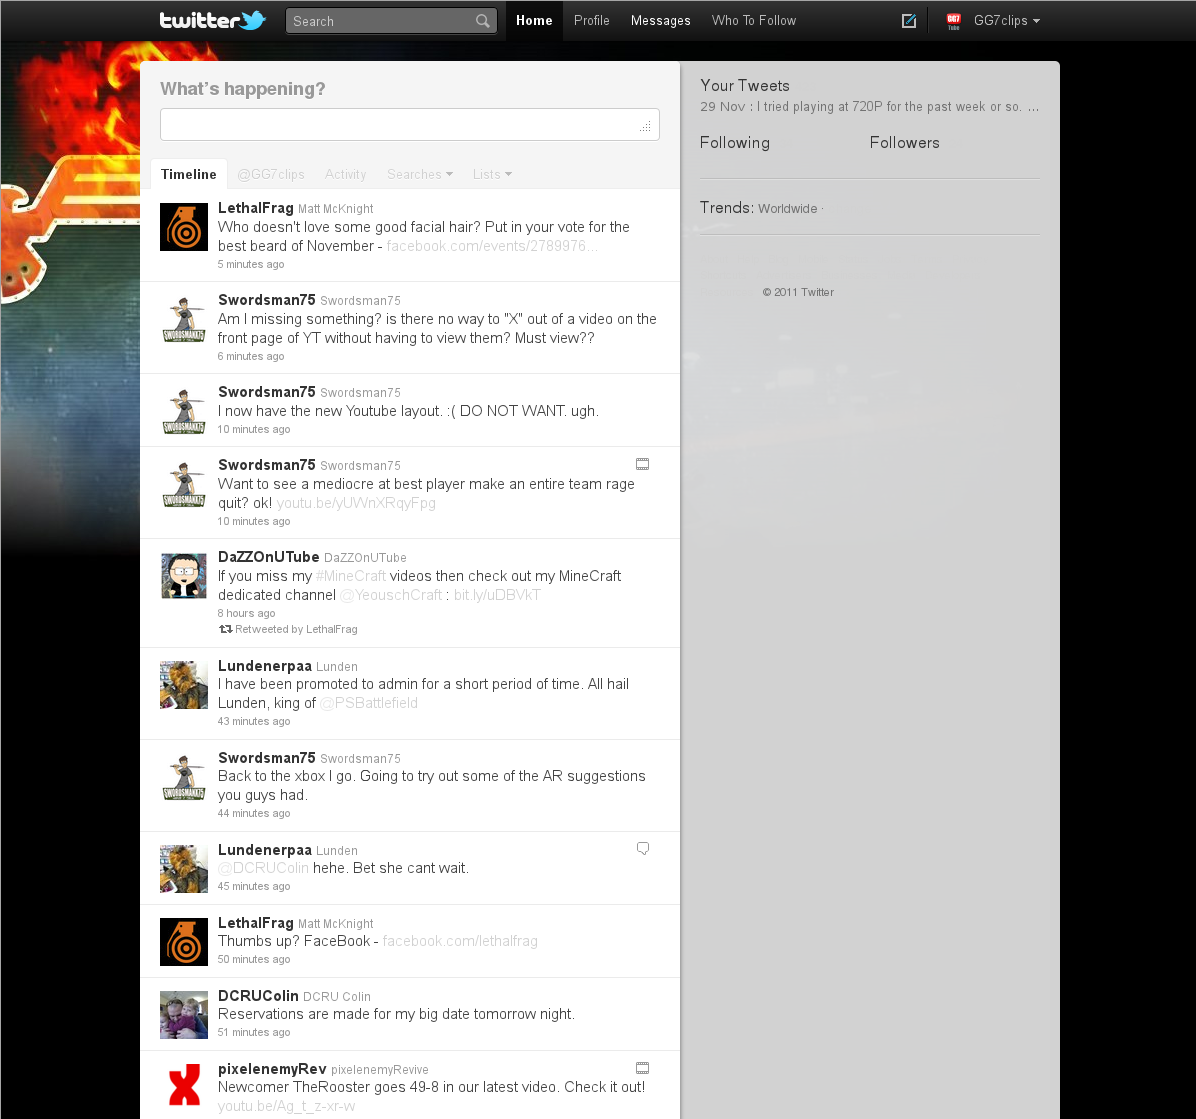 twitter
Search
Home
Profile
Messages
Who To Follow
GG7clips
What's happening?
Timeline
@GG7clips
Activity
Searches
Lists
LethalFrag Matt McKnight
Who doesn't love some good facial hair? Put in your vote for the
best beard of November - facebook.com/events/2789976...
5 minutes ago
Swordsman75 Swordsman75
Am I missing something? is there no way to "X" out of a video on the
front page of YT without having to view them? Must view??
6 minutes ago
Swordsman75 Swordsman75
I now have the new Youtube layout. :( DO NOT WANT. ugh.
10 minutes ago
Swordsman75 Swordsman75
Want to see a mediocre at best player make an entire team rage
quit? ok! youtu.be/yUWnXRqyFpg
10 minutes ago
DaZZOnUTube DaZZOnUTube
If you miss my #MineCraft videos then check out my MineCraft
dedicated channel @YeouschCraft : bit.ly/uDBVkT
8 hours ago
Retweeted by LethalFrag
Lundenerpaa Lunden
I have been promoted to admin for a short period of time. All hail
Lunden, king of @PSBattlefield
43 minutes ago
Swordsman75 Swordsman75
Back to the xbox I go. Going to try out some of the AR suggestions
you guys had.
44 minutes ago
Lundenerpaa Lunden
@DCRUColin hehe. Bet she cant wait.
45 minutes ago
LethalFrag Matt McKnight
Thumbs up? FaceBook - facebook.com/lethalfrag
50 minutes ago
DCRUColin DCRU Colin
Reservations are made for my big date tomorrow night.
51 minutes ago
pixelenemyRev pixelenemyRevive
Newcomer TheRooster goes 49-8 in our latest video. Check it out!
youtu.be/Ag_t_z-xr-w
Your Tweets
29 Nov : I tried playing at 720P for the past week or so. ...
Following
Followers
Trends: Worldwide ·
© 2011 Twitter